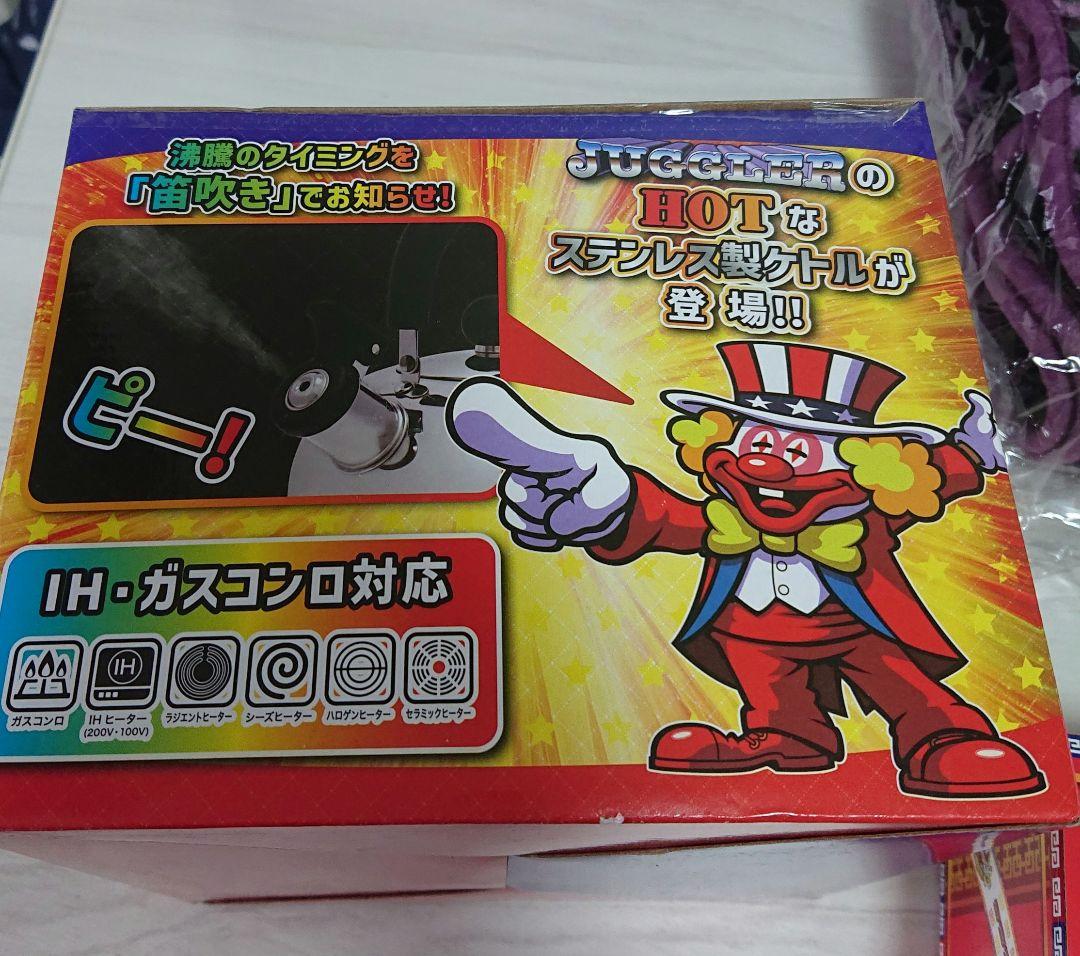 沸騰のタイミングを
「笛吹き」でお知らせ!
JUGGLERの
HOTな
ステンレス製ケトルが
登場!!
ピー!
IH・ガスコンロ対応
IH
ガスコンロ
IHヒーター
(200V・100V)
ラジエントヒーター
シーズヒーター
ハロゲンヒーター
セラミックヒーター